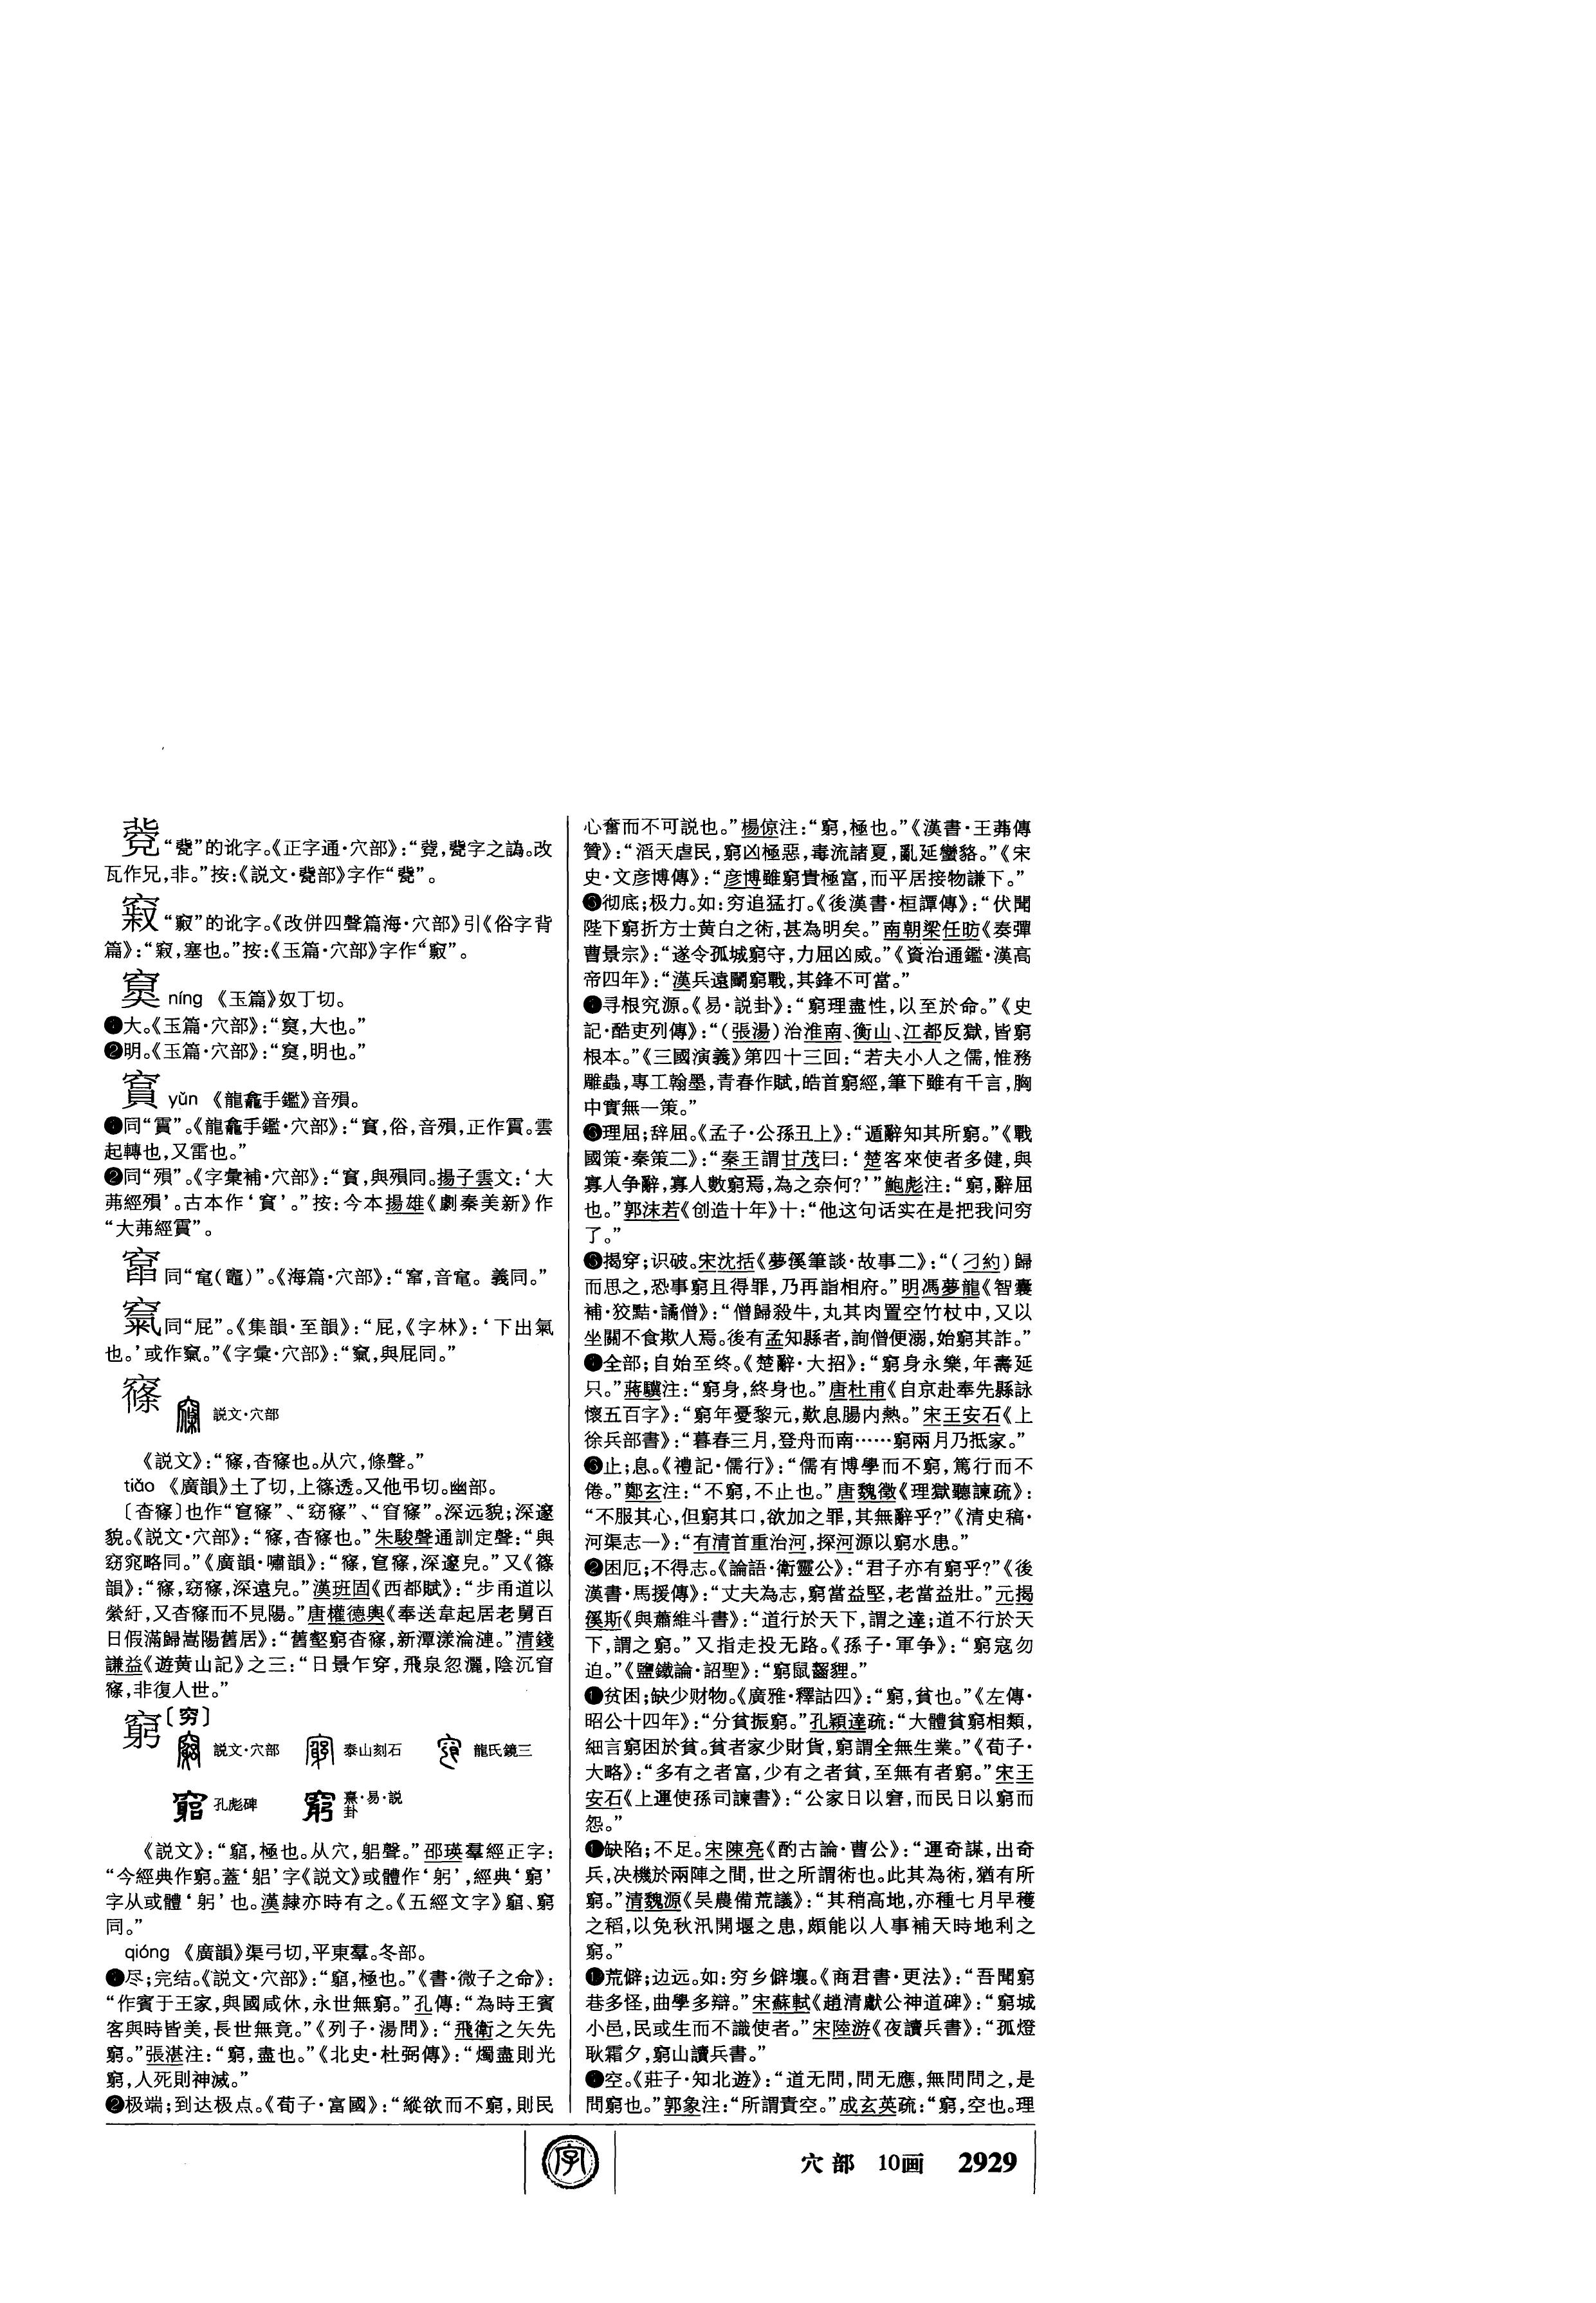 “甆”的讹字。《正字通·穴部》:“,甆字之譌。改
瓦作兄,非。”按:《説文·部》字作“”。
“㝮”的讹字。《改併四聲篇海·穴部》引《俗字背
篇》:“,塞也。”按:《玉篇·穴部》字作“”。
níng 《玉篇》奴丁切。
❶大。《玉篇·穴部》:“,大也。”
❷明。《玉篇·穴部》:“,明也。”
yǔn 《龍龕手鑑》音殞。
❶同“霣”。《龍龕手鑑·穴部》:“,俗,音殞,正作霣。雲
起轉也,又雷也。”
❷同“殞”。《字彙補·穴部》:“,與殞同。揚子雲文:‘大
茀經殞’。古本作‘’。”按:今本揚雄《劇秦美新》作
“大茀經霣”。
同“竃(竈)”。《海篇·穴部》:“,音竃。義同。”
同“屁”。《集韻·至韻》:“屁,《字林》:‘下出氣
也。’或作。”《字彙·穴部》:“,與屁同。”
窱 説文·穴部
《説文》:“窱,杳窱也。从穴,條聲。”
tiǎo 《廣韻》土了切,上篠透。又他弔切。幽部。
〔杳窱〕也作“窵窱”、“窈窱”、“窅窱”。深远貌;深邃
貌。《説文·穴部》:“窱,杳窱也。”朱駿聲通訓定聲:“與
窈窕略同。”《廣韻·嘯韻》:“窱,窵窱,深邃皃。”又《篠
韻》:“窱,窈窱,深遠皃。”漢班固《西都賦》:“步甬道以
縈紆,又杳窱而不見陽。”唐權德輿《奉送韋起居老舅百
日假滿歸嵩陽舊居》:“舊壑窮杳窱,新潭漾淪漣。”清錢
謙益《遊黄山記》之三:“日景乍穿,飛泉忽灑,陰沉窅
窱,非復人世。”
窮〔穷〕
説文·穴部 泰山刻石 龍氏鏡三
孔彪碑 熹·易·説卦
《説文》:“竆,極也。从穴,躳聲。”邵瑛羣經正字:
“今經典作窮。蓋‘躳’字《説文》或體作‘躬’,經典‘窮’
字从或體‘躬’也。漢隸亦時有之。《五經文字》竆、窮
同。”
qióng 《廣韻》渠弓切,平東羣。冬部。
❶尽;完结。《説文·穴部》:“竆,極也。”《書·微子之命》:
“作賓于王家,與國咸休,永世無窮。”孔傳:“為時王賓
客與時皆美,長世無竟。”《列子·湯問》:“飛衛之矢先
窮。”張湛注:“窮,盡也。”《北史·杜弼傳》:“燭盡則光
窮,人死則神滅。”
❷极端;到达极点。《荀子·富國》:“縱欲而不窮,則民
心奮而不可説也。”楊倞注:“窮,極也。”《漢書·王莽傳
贊》:“滔天虐民,窮凶極惡,毒流諸夏,亂延蠻貉。”《宋
史·文彦博傳》:“彦博雖窮貴極富,而平居接物謙下。”
❸彻底;极力。如:穷追猛打。《後漢書·桓譚傳》:“伏聞
陛下窮折方士黄白之術,甚為明矣。”南朝梁任昉《奏彈
曹景宗》:“遂令孤城窮守,力屈凶威。”《資治通鑑·漢高
帝四年》:“漢兵遠鬭窮戰,其鋒不可當。”
❹寻根究源。《易·説卦》:“窮理盡性,以至於命。”《史
記·酷吏列傳》:“(張湯)治淮南、衡山、江都反獄,皆窮
根本。”《三國演義》第四十三回:“若夫小人之儒,惟務
雕蟲,專工翰墨,青春作賦,皓首窮經,筆下雖有千言,胸
中實無一策。”
❺理屈;辞屈。《孟子·公孫丑上》:“遁辭知其所窮。”《戰
國策·秦策二》:“秦王謂甘茂曰:‘楚客來使者多健,與
寡人争辭,寡人數窮焉,為之奈何?’”鮑彪注:“窮,辭屈
也。”郭沫若《创造十年》十:“他这句话实在是把我问穷
了。”
❻揭穿;识破。宋沈括《夢溪筆談·故事二》:“(刁約)歸
而思之,恐事窮且得罪,乃再詣相府。”明馮夢龍《智囊
補·狡黠·譎僧》:“僧歸殺牛,丸其肉置空竹杖中,又以
坐關不食欺人焉。後有孟知縣者,詢僧便溺,始窮其詐。”
❼全部;自始至终。《楚辭·大招》:“窮身永樂,年壽延
只。”蔣驥注:“窮身,終身也。”唐杜甫《自京赴奉先縣詠
懷五百字》:“窮年憂黎元,歎息腸内熱。”宋王安石《上
徐兵部書》:“暮春三月,登舟而南……窮兩月乃抵家。”
❽止;息。《禮記·儒行》:“儒有博學而不窮,篤行而不
倦。”鄭玄注:“不窮,不止也。”唐魏徵《理獄聽諫疏》:
“不服其心,但窮其口,欲加之罪,其無辭乎?”《清史稿·
河渠志一》:“有清首重治河,探河源以窮水患。”
❾困厄;不得志。《論語·衛靈公》:“君子亦有窮乎?”《後
漢書·馬援傳》:“丈夫為志,窮當益堅,老當益壯。”元揭
傒斯《與蕭維斗書》:“道行於天下,謂之達;道不行於天
下,謂之窮。”又指走投无路。《孫子·軍争》:“窮寇勿
迫。”《鹽鐵論·詔聖》:“窮鼠齧貍。”
❿贫困;缺少财物。《廣雅·釋詁四》:“窮,貧也。”《左傳·
昭公十四年》:“分貧振窮。”孔穎達疏:“大體貧窮相類,
細言窮困於貧。貧者家少財貨,窮謂全無生業。”《荀子·
大略》:“多有之者富,少有之者貧,至無有者窮。”宋王
安石《上運使孫司諫書》:“公家日以窘,而民日以窮而
怨。”
⓫缺陷;不足。宋陳亮《酌古論·曹公》:“運奇謀,出奇
兵,决機於兩陣之間,世之所謂術也。此其為術,猶有所
窮。”清魏源《吴農備荒議》:“其稍高地,亦種七月早穫
之稻,以免秋汛開堰之患,頗能以人事補天時地利之
窮。”
⓬荒僻;边远。如:穷乡僻壤。《商君書·更法》:“吾聞窮
巷多怪,曲學多辯。”宋蘇軾《趙清獻公神道碑》:“窮城
小邑,民或生而不識使者。”宋陸游《夜讀兵書》:“孤燈
耿霜夕,窮山讀兵書。”
⓭空。《莊子·知北遊》:“道无問,問无應,無問問之,是
問窮也。”郭象注:“所謂責空。”成玄英疏:“窮,空也。理
字
穴部 10画 2929